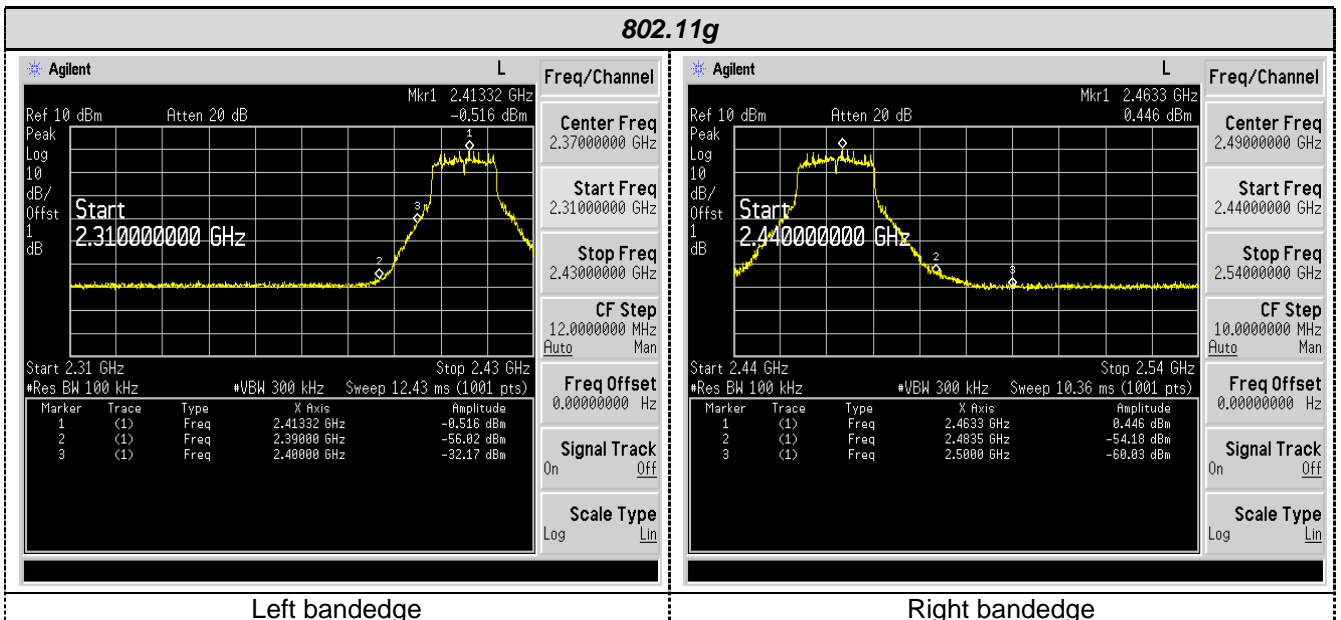 802.11g
Agilent L
Mkr1 2.41332 GHz
Ref 10 dBm Atten 20 dB -0.516 dBm
Peak
Log
10
dB/
Offst
1
dB
1
3
2
Start
2.310000000 GHz
Start 2.31 GHz Stop 2.43 GHz
#Res BW 100 kHz #VBW 300 kHz Sweep 12.43 ms (1001 pts)
Marker Trace Type X Axis Amplitude
1 (1) Freq 2.41332 GHz -0.516 dBm
2 (1) Freq 2.39000 GHz -56.02 dBm
3 (1) Freq 2.40000 GHz -32.17 dBm
Freq/Channel
Center Freq
2.37000000 GHz
Start Freq
2.31000000 GHz
Stop Freq
2.43000000 GHz
CF Step
12.0000000 MHz
Auto Man
Freq Offset
0.00000000 Hz
Signal Track
On Off
Scale Type
Log Lin
Left bandedge
Agilent L
Mkr1 2.4633 GHz
Ref 10 dBm Atten 20 dB 0.446 dBm
Peak
Log
10
dB/
Offst
1
dB
2
3
Start
2.440000000 GHz
Start 2.44 GHz Stop 2.54 GHz
#Res BW 100 kHz #VBW 300 kHz Sweep 10.36 ms (1001 pts)
Marker Trace Type X Axis Amplitude
1 (1) Freq 2.4633 GHz 0.446 dBm
2 (1) Freq 2.4835 GHz -54.18 dBm
3 (1) Freq 2.5000 GHz -60.03 dBm
Freq/Channel
Center Freq
2.49000000 GHz
Start Freq
2.44000000 GHz
Stop Freq
2.54000000 GHz
CF Step
10.0000000 MHz
Auto Man
Freq Offset
0.00000000 Hz
Signal Track
On Off
Scale Type
Log Lin
Right bandedge